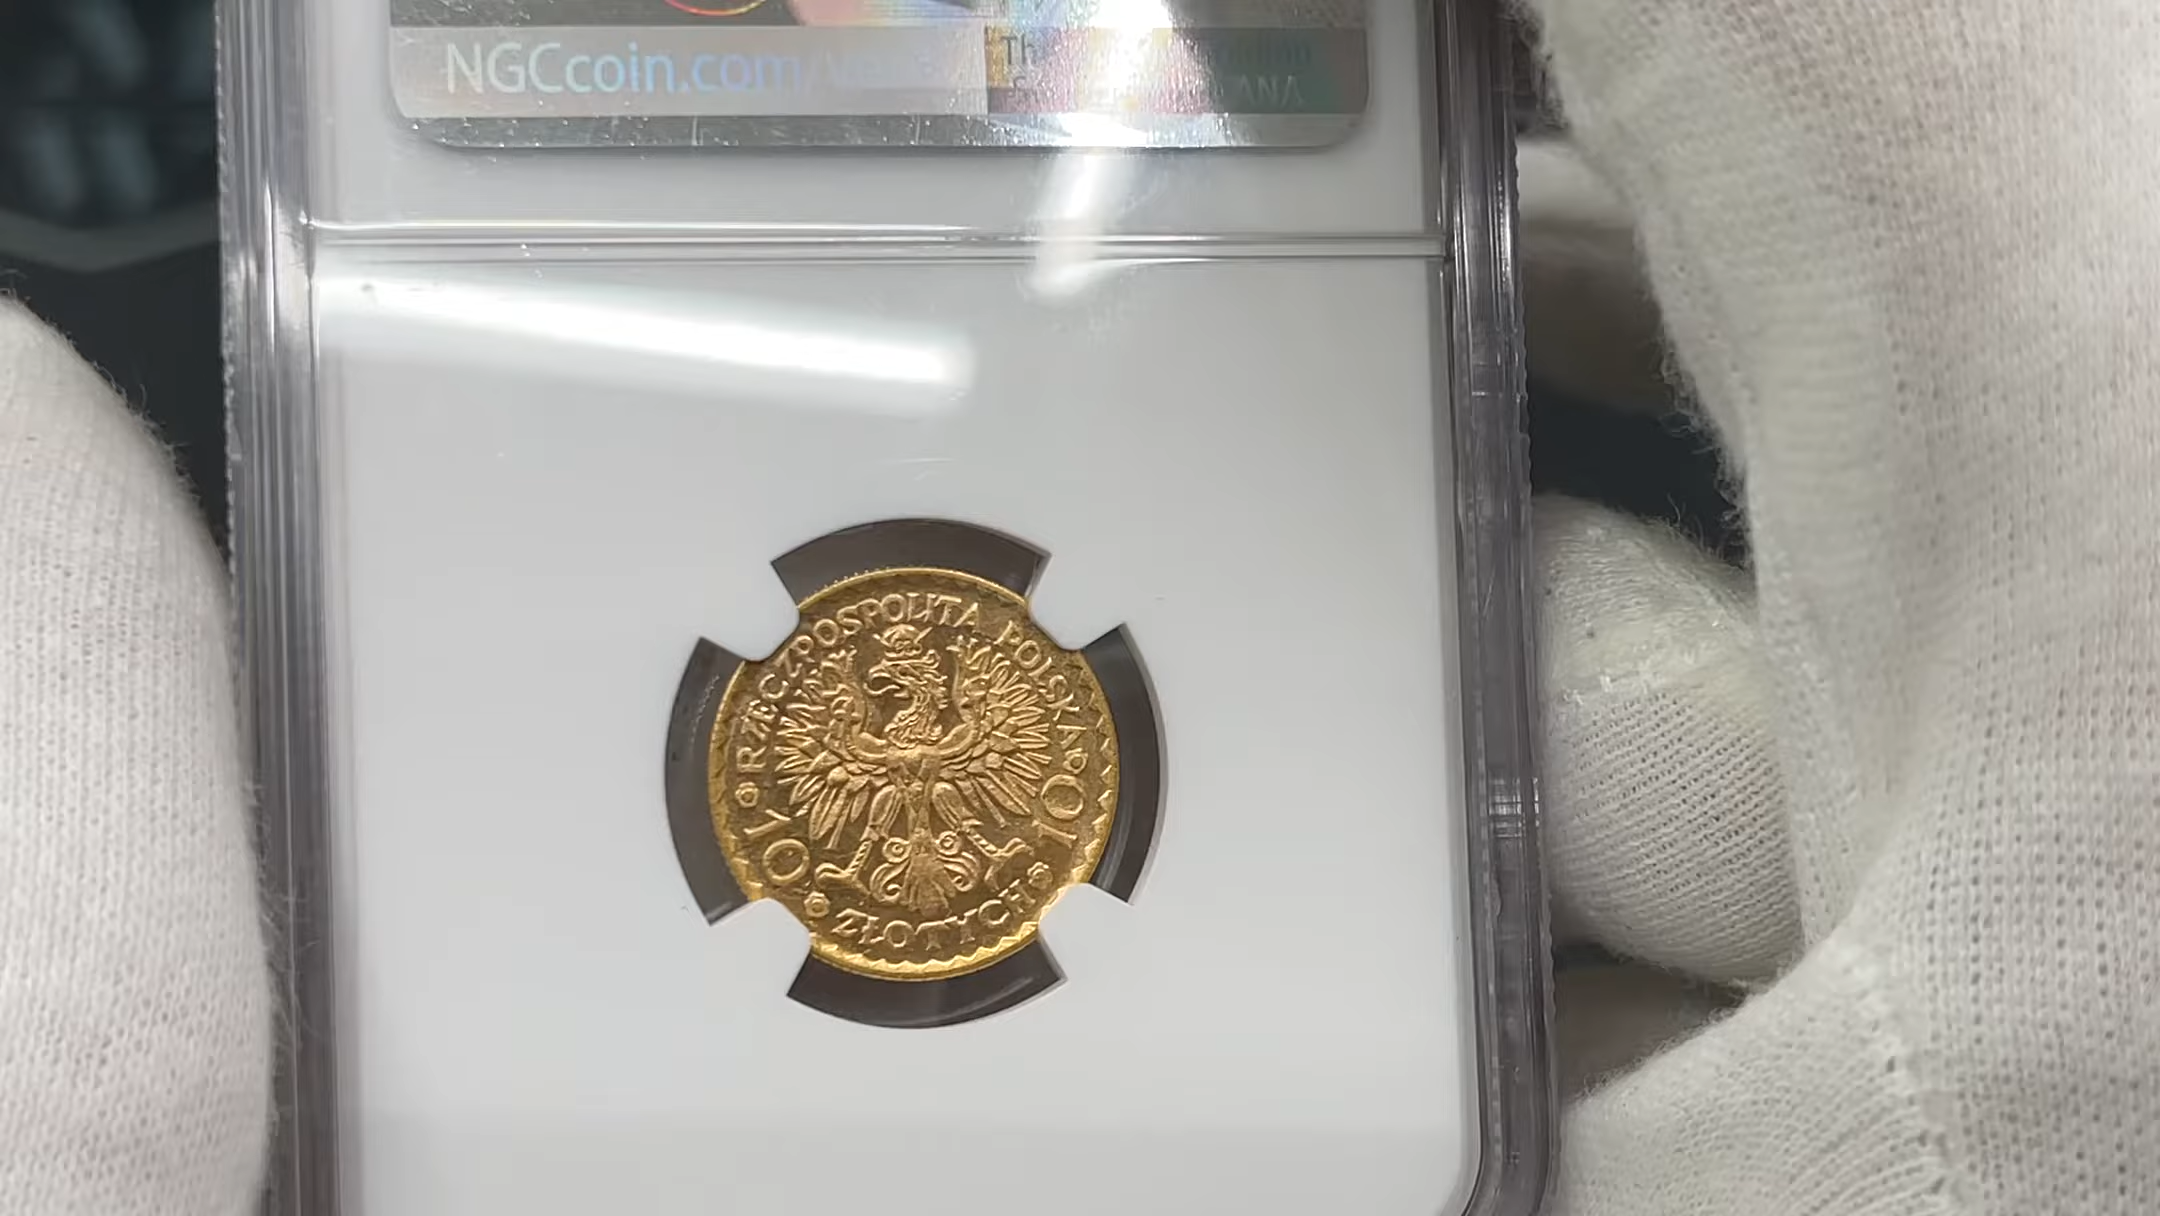 NGCcoin.com/
ANA
RZECZPOSPOLITA POLSKA
10 10
ZŁOTYCH